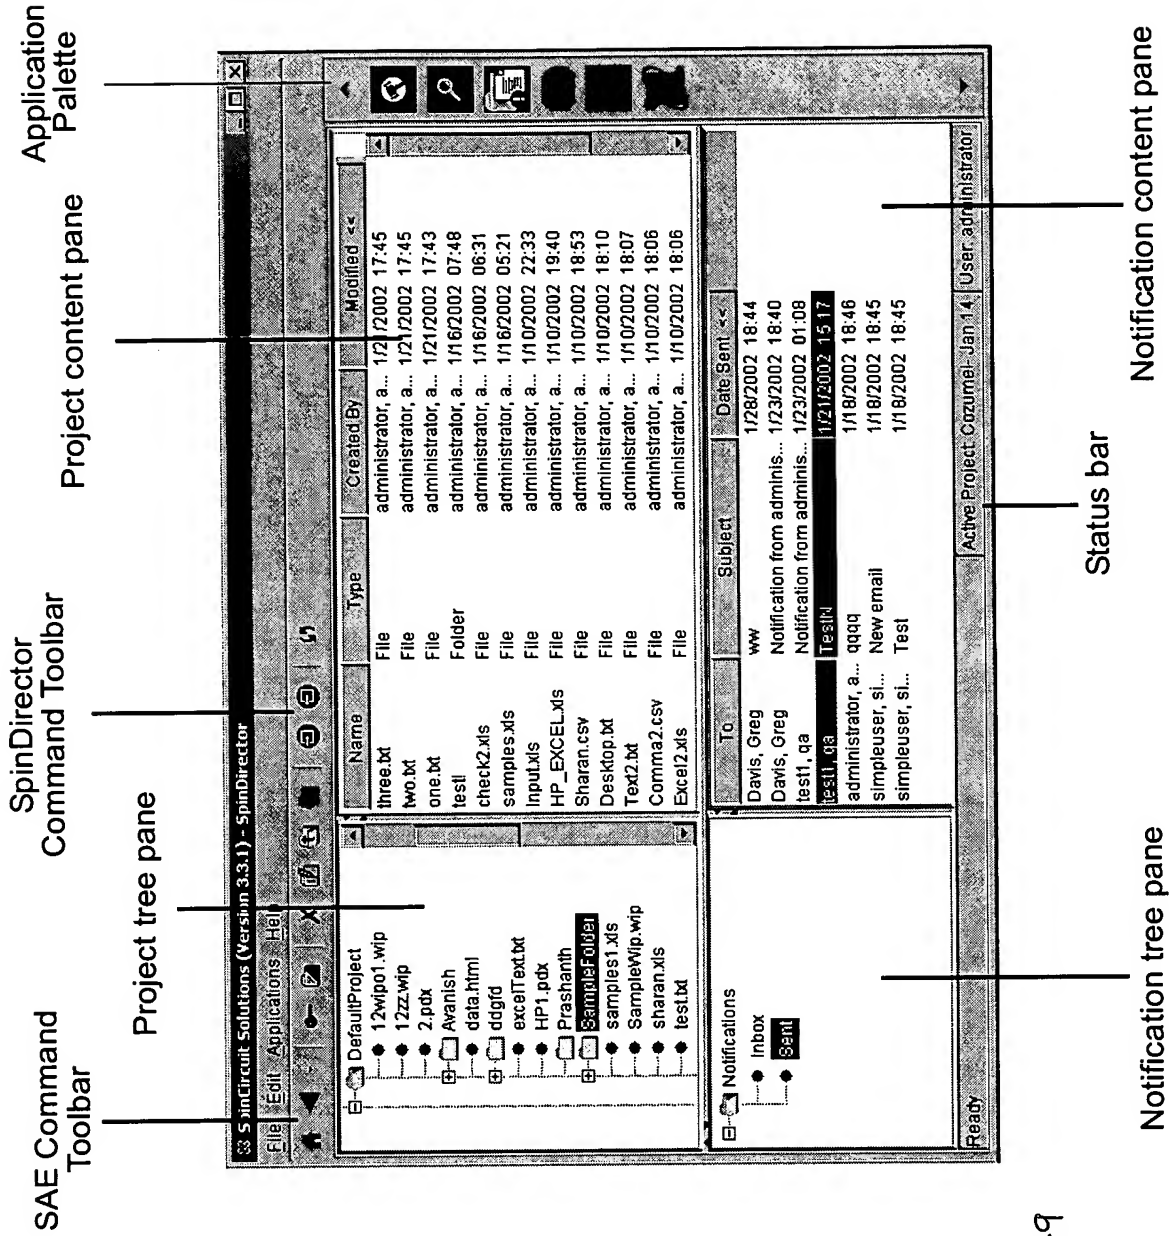 SAE Command
Toolbar
SpinDirector
Command Toolbar
Application
Palette
Project tree pane
Project content pane
SpinCircuit Solutions (Version 3.3.1) - SpinDirector
File Edit Applications Help
DefaultProject
12wipo1.wip
12zz.wip
2.pdx
Avanish
data.html
ddgfd
excelText.txt
HP1.pdx
Prashanth
SampleFolder
samples1.xls
SampleWip.wip
sharan.xls
test.txt
Name Type Created By Modified <<
three.txt File administrator, a... 1/21/2002 17:45
two.txt File administrator, a... 1/21/2002 17:45
one.txt File administrator, a... 1/21/2002 17:43
testl Folder administrator, a... 1/16/2002 07:48
check2.xls File administrator, a... 1/16/2002 06:31
samples.xls File administrator, a... 1/16/2002 05:21
Input.xls File administrator, a... 1/10/2002 22:33
HP_EXCEL.xls File administrator, a... 1/10/2002 19:40
Sharan.csv File administrator, a... 1/10/2002 18:53
Desktop.txt File administrator, a... 1/10/2002 18:10
Text2.txt File administrator, a... 1/10/2002 18:07
Comma2.csv File administrator, a... 1/10/2002 18:06
Excel2.xls File administrator, a... 1/10/2002 18:06
Notifications
Inbox
Sent
To Subject Date Sent <<
Davis, Greg ww 1/28/2002 18:44
Davis, Greg Notification from adminis... 1/23/2002 18:40
test1, qa Notification from adminis... 1/23/2002 01:08
test1, qa TestN 1/21/2002 15:17
administrator, a... qqqq 1/18/2002 18:46
simpleuser, si... New email 1/18/2002 18:45
simpleuser, si... Test 1/18/2002 18:45
Ready Active Project: Cozumel- Jan 14 User: administrator
Status bar
Notification tree pane
Notification content pane
9